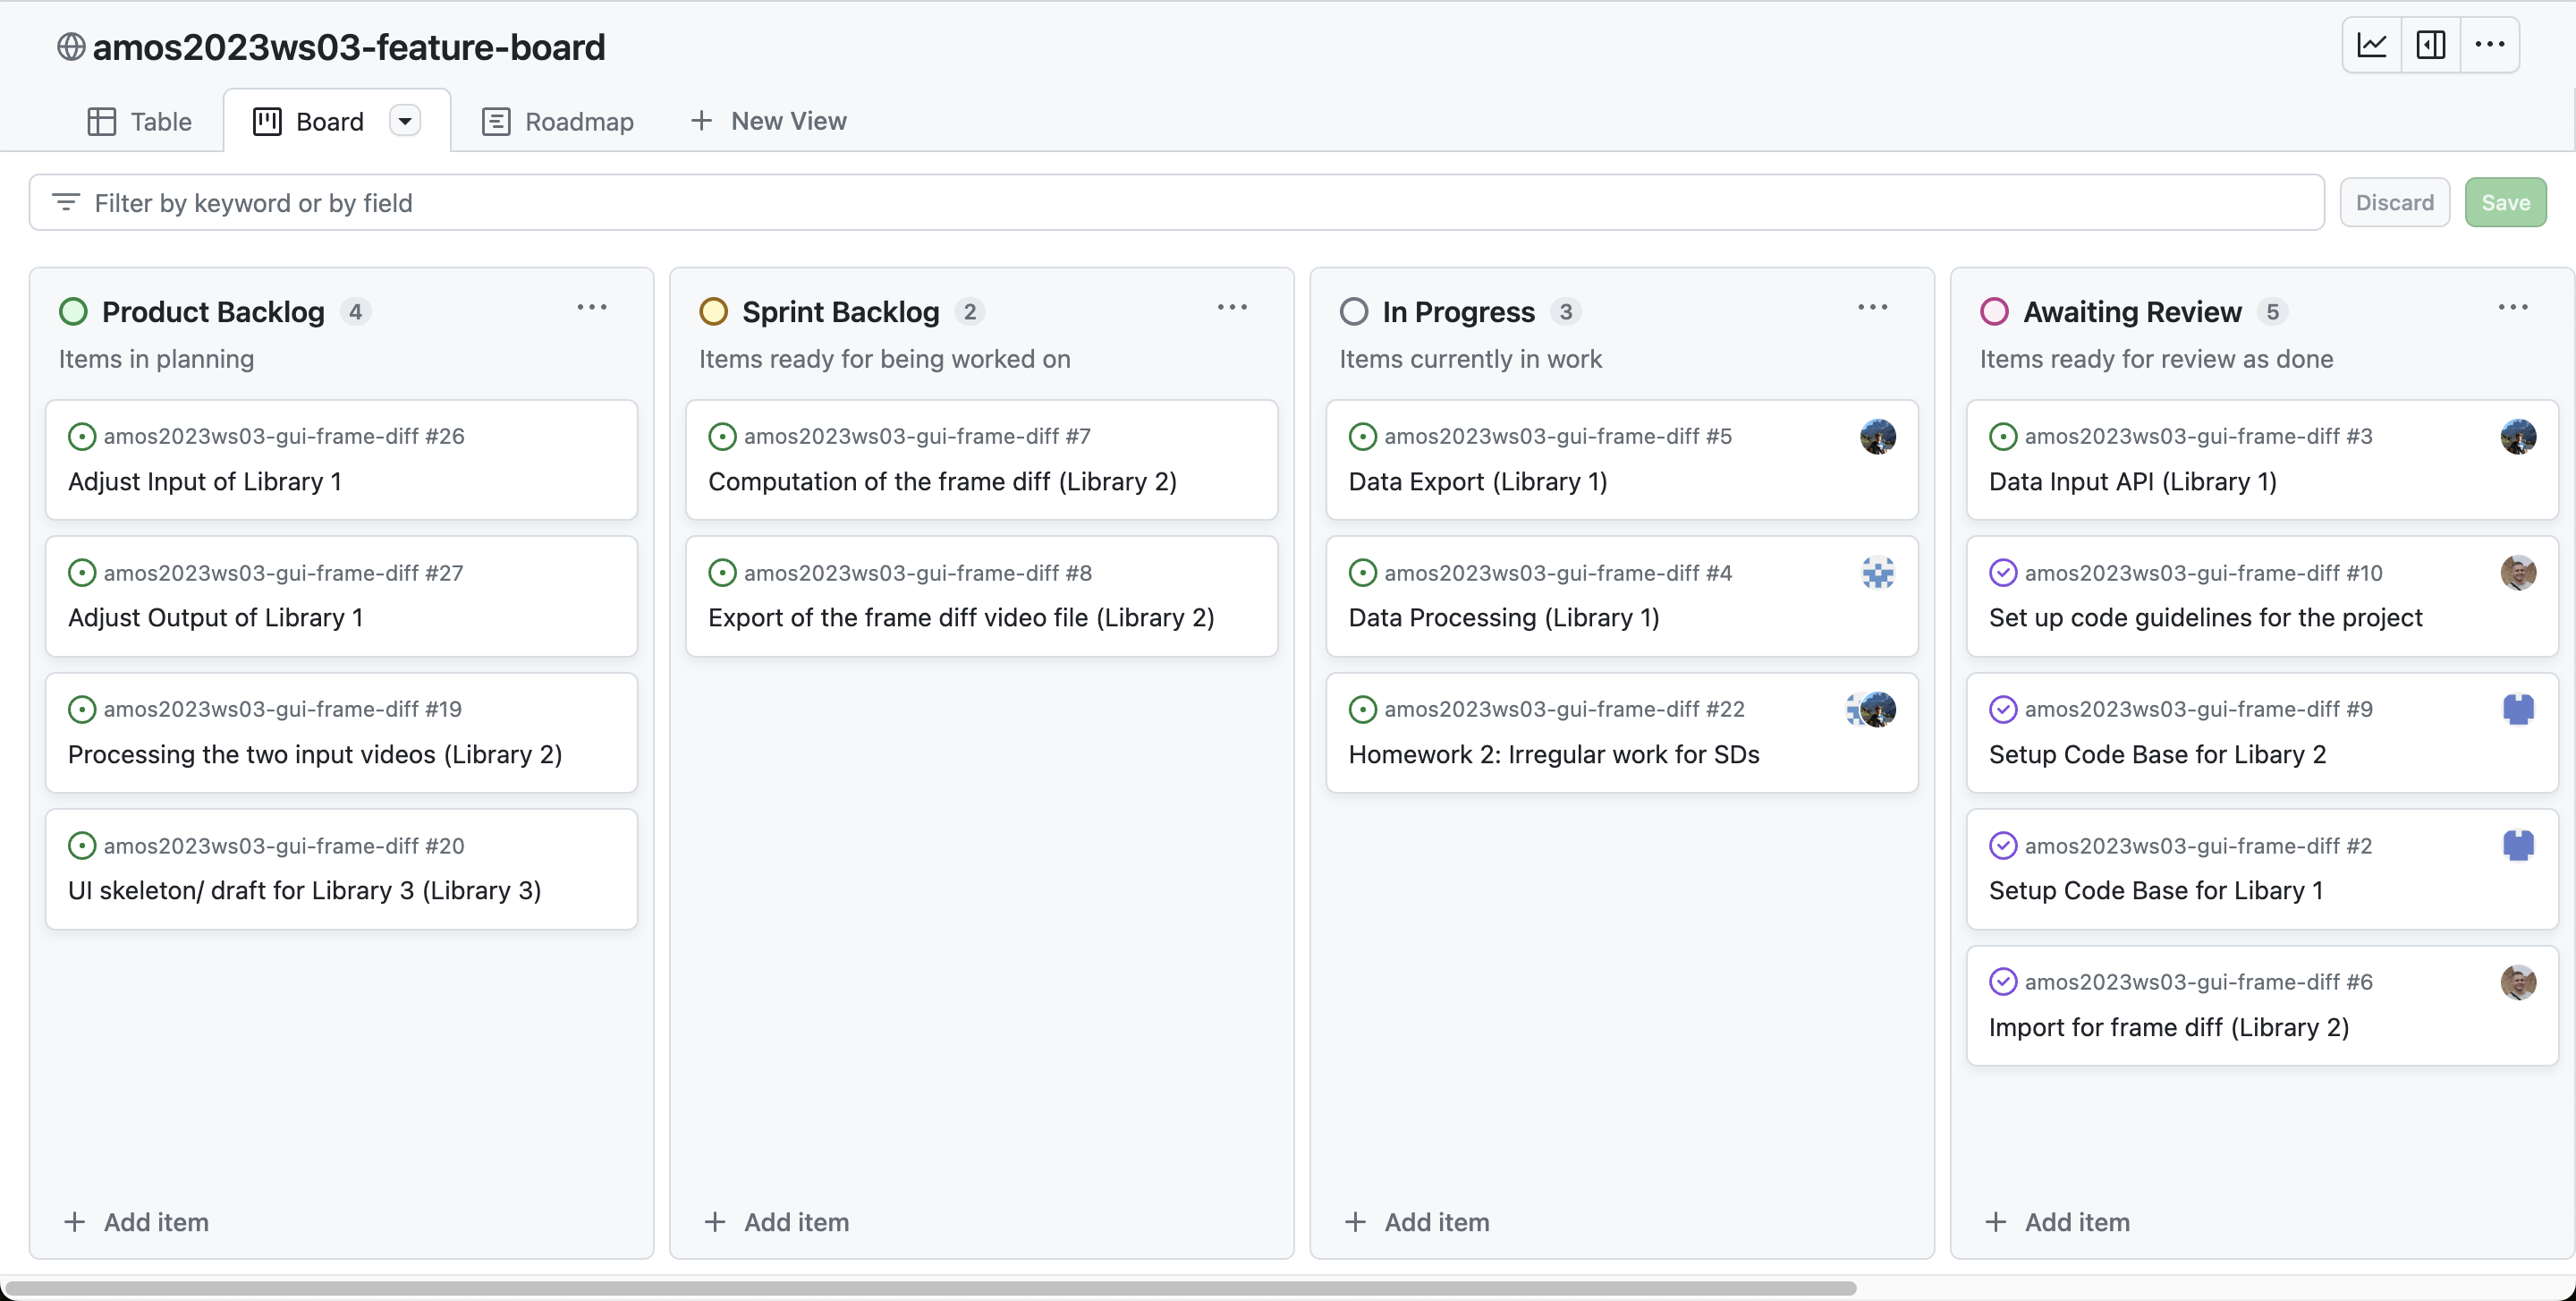 amos2023ws03-feature-board
Table
Board
Roadmap
New View
Filter by keyword or by field
Discard
Save
Product Backlog 4
Items in planning
amos2023ws03-gui-frame-diff #26
Adjust Input of Library 1
amos2023ws03-gui-frame-diff #27
Adjust Output of Library 1
amos2023ws03-gui-frame-diff #19
Processing the two input videos (Library 2)
amos2023ws03-gui-frame-diff #20
UI skeleton/ draft for Library 3 (Library 3)
Add item
Sprint Backlog 2
Items ready for being worked on
amos2023ws03-gui-frame-diff #7
Computation of the frame diff (Library 2)
amos2023ws03-gui-frame-diff #8
Export of the frame diff video file (Library 2)
Add item
In Progress 3
Items currently in work
amos2023ws03-gui-frame-diff #5
Data Export (Library 1)
amos2023ws03-gui-frame-diff #4
Data Processing (Library 1)
amos2023ws03-gui-frame-diff #22
Homework 2: Irregular work for SDs
Add item
Awaiting Review 5
Items ready for review as done
amos2023ws03-gui-frame-diff #3
Data Input API (Library 1)
amos2023ws03-gui-frame-diff #10
Set up code guidelines for the project
amos2023ws03-gui-frame-diff #9
Setup Code Base for Libary 2
amos2023ws03-gui-frame-diff #2
Setup Code Base for Libary 1
amos2023ws03-gui-frame-diff #6
Import for frame diff (Library 2)
Add item